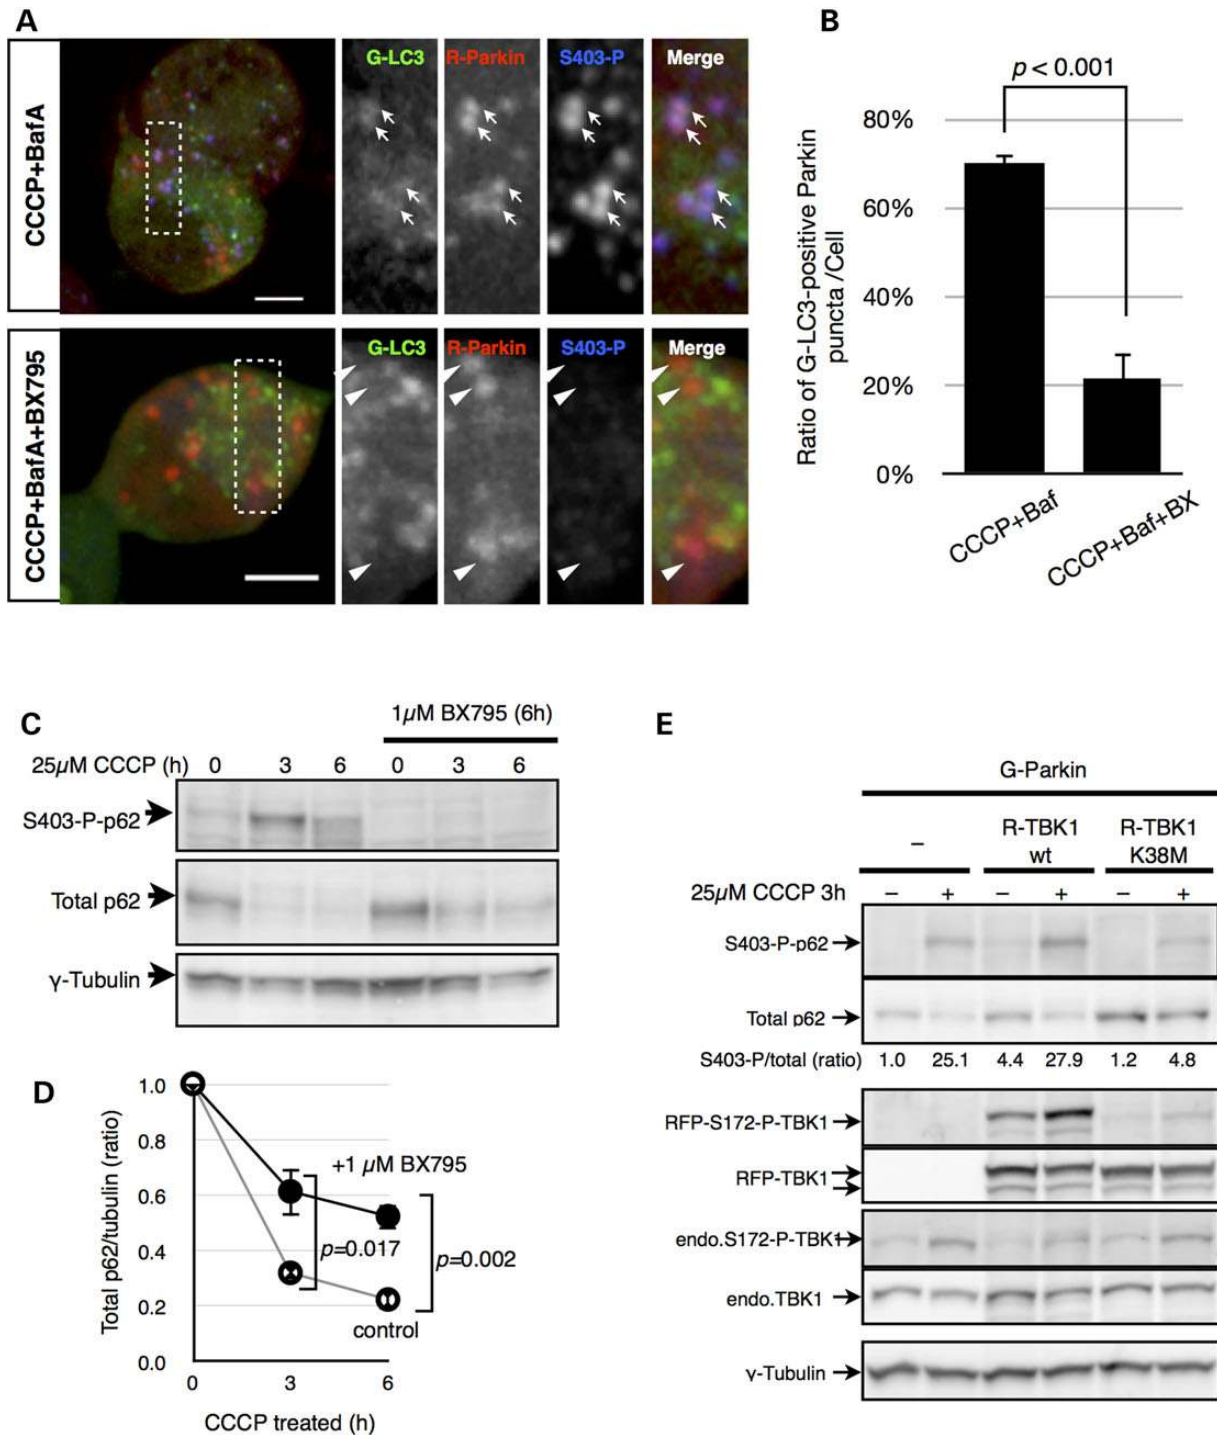 A
CCCP+BafA
G-LC3 R-Parkin S403-P Merge
CCCP+BafA+BX795
G-LC3 R-Parkin S403-P Merge
B
p < 0.001
Ratio of G-LC3-positive Parkin
puncta /Cell
80%
60%
40%
20%
0%
CCCP+Baf
CCCP+Baf+BX
C
1µM BX795 (6h)
25µM CCCP (h) 0 3 6 0 3 6
S403-P-p62
Total p62
γ-Tubulin
D
Total p62/tubulin (ratio)
1.0
0.8
0.6
0.4
0.2
0.0
+1 µM BX795
p=0.017
p=0.002
control
0 3 6
CCCP treated (h)
E
G-Parkin
– R-TBK1 R-TBK1
wt K38M
25µM CCCP 3h – + – + – +
S403-P-p62
Total p62
S403-P/total (ratio) 1.0 25.1 4.4 27.9 1.2 4.8
RFP-S172-P-TBK1
RFP-TBK1
endo.S172-P-TBK1
endo.TBK1
γ-Tubulin